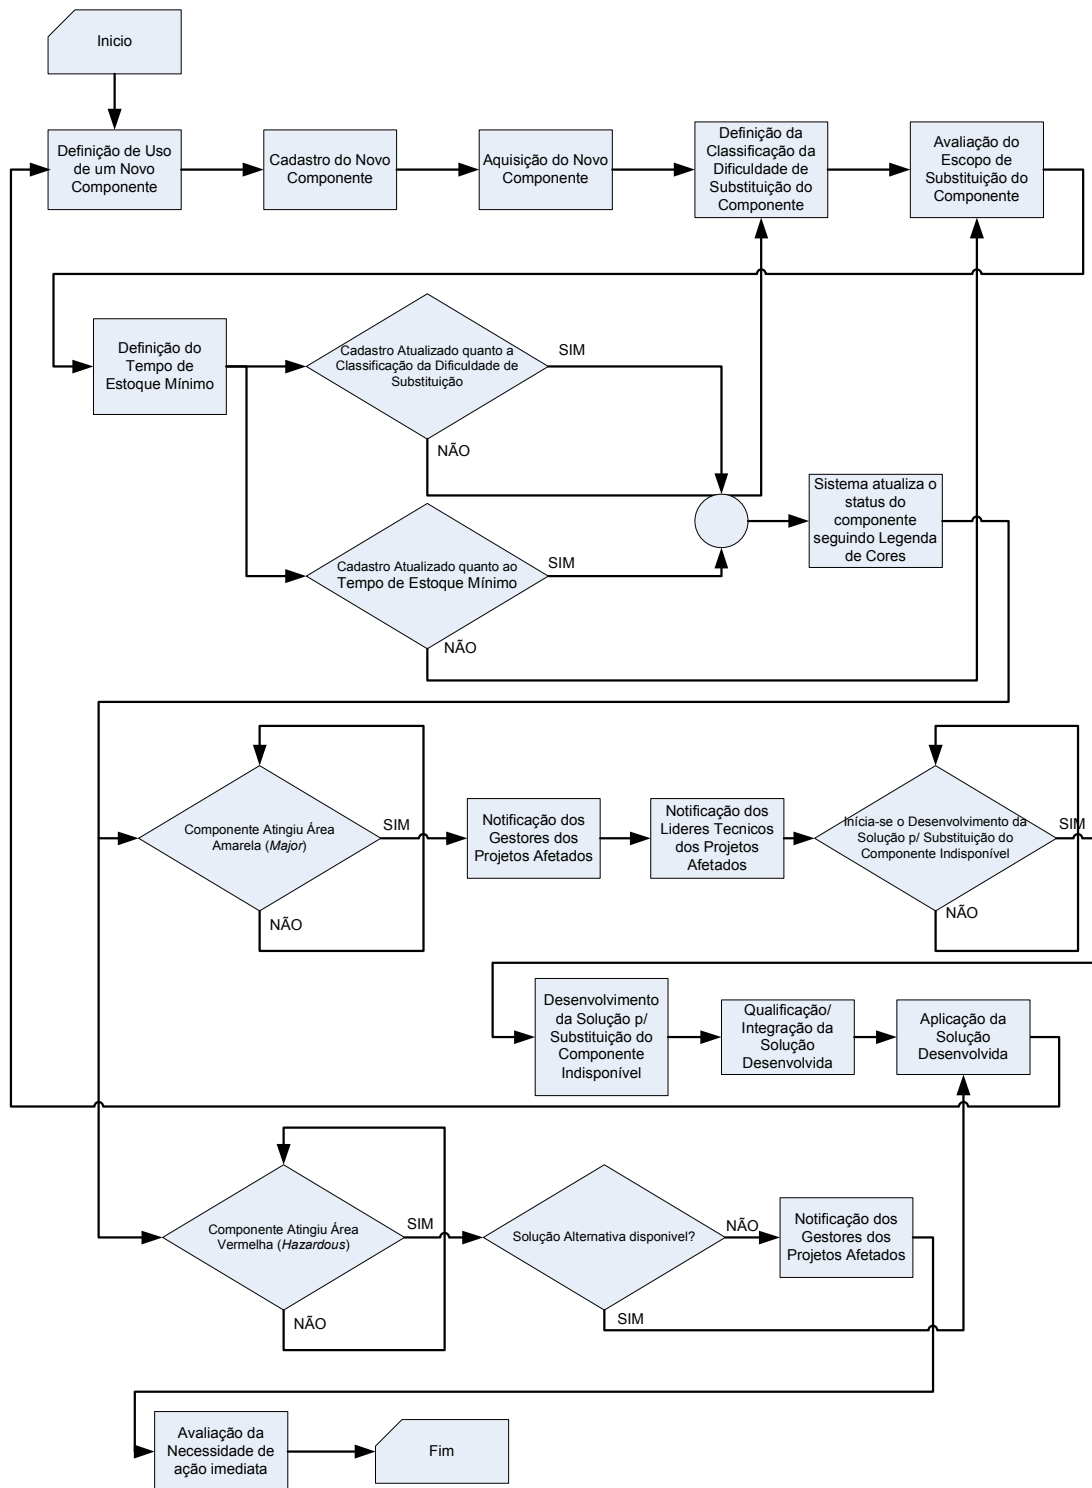 Inicio
Definição de Uso
de um Novo
Componente
Cadastro do Novo
Componente
Aquisição do Novo
Componente
Definição da
Classificação da
Dificuldade de
Substituição do
Componente
Avaliação do
Escopo de
Substituição do
Componente
Definição do
Tempo de
Estoque Mínimo
Cadastro Atualizado quanto a
Classificação da Dificuldade de
Substituição
SIM
NÃO
Cadastro Atualizado quanto ao
Tempo de Estoque Mínimo
SIM
NÃO
Sistema atualiza o
status do
componente
seguindo Legenda
de Cores
Componente Atingiu Área
Amarela (Major)
SIM
NÃO
Notificação dos
Gestores dos
Projetos Afetados
Notificação dos
Lideres Tecnicos
dos Projetos
Afetados
Inícia-se o Desenvolvimento da
Solução p/ Substituição do
Componente Indisponível
SIM
NÃO
Desenvolvimento
da Solução p/
Substituição do
Componente
Indisponível
Qualificação/
Integração da
Solução
Desenvolvida
Aplicação da
Solução
Desenvolvida
Componente Atingiu Área
Vermelha (Hazardous)
SIM
NÃO
Solução Alternativa disponivel?
NÃO
SIM
Notificação dos
Gestores dos
Projetos Afetados
Avaliação da
Necessidade de
ação imediata
Fim